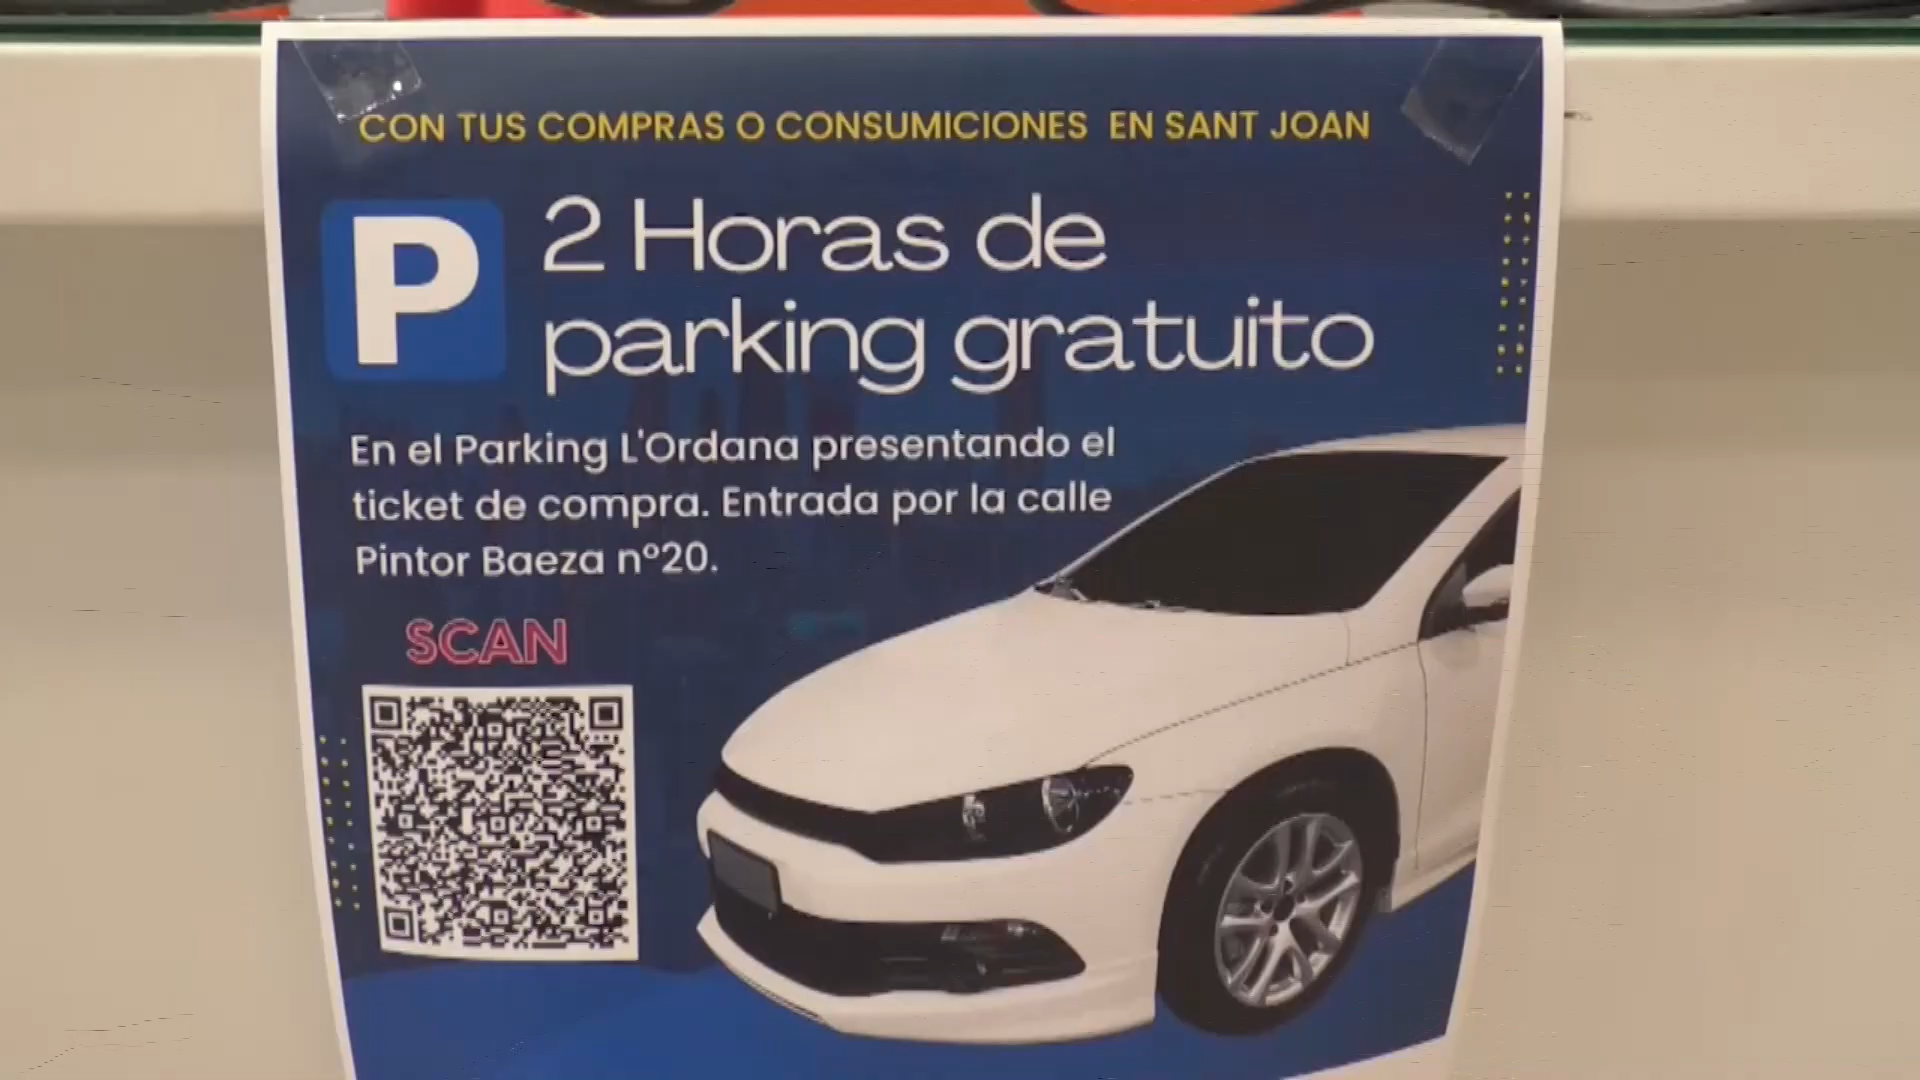 CON TUS COMPRAS O CONSUMICIONES EN SANT JOAN
P
2 Horas de
parking gratuito
En el Parking L'Ordana presentando el
ticket de compra. Entrada por la calle
Pintor Baeza nº20.
SCAN